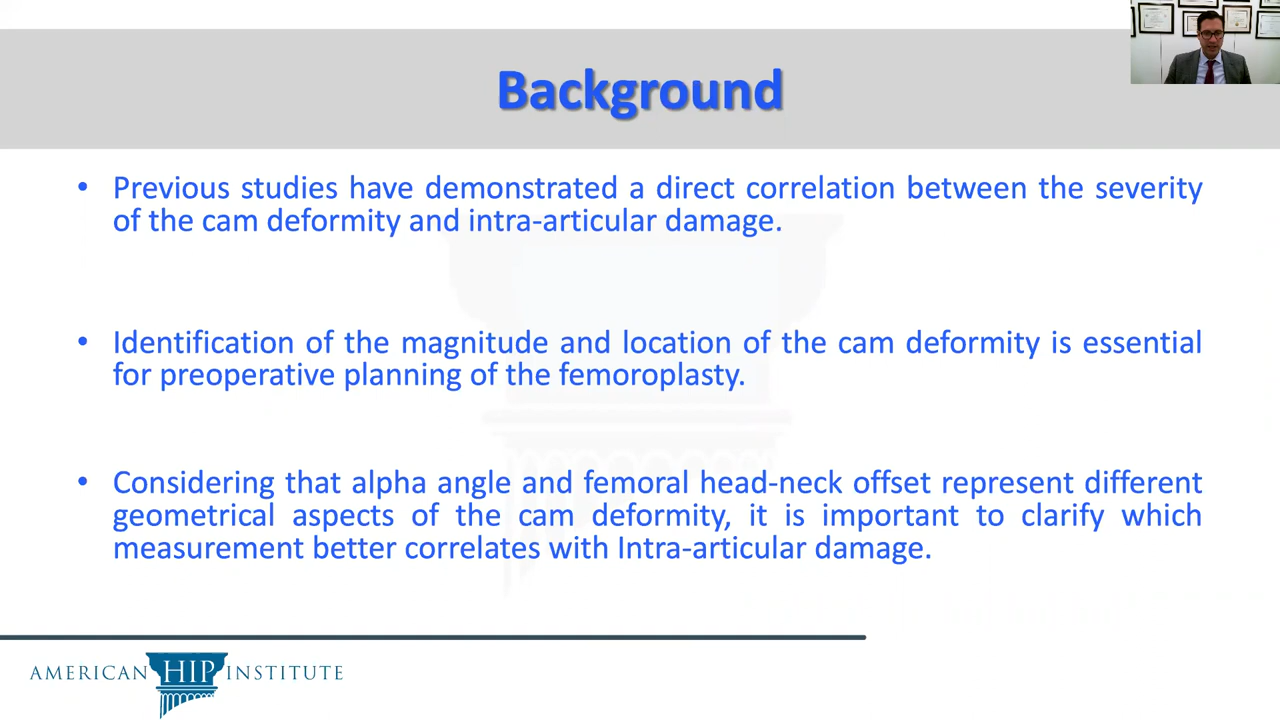 Background
• Previous studies have demonstrated a direct correlation between the severity
of the cam deformity and intra-articular damage.
• Identification of the magnitude and location of the cam deformity is essential
for preoperative planning of the femoroplasty.
• Considering that alpha angle and femoral head-neck offset represent different
geometrical aspects of the cam deformity, it is important to clarify which
measurement better correlates with Intra-articular damage.
AMERICAN HIP INSTITUTE